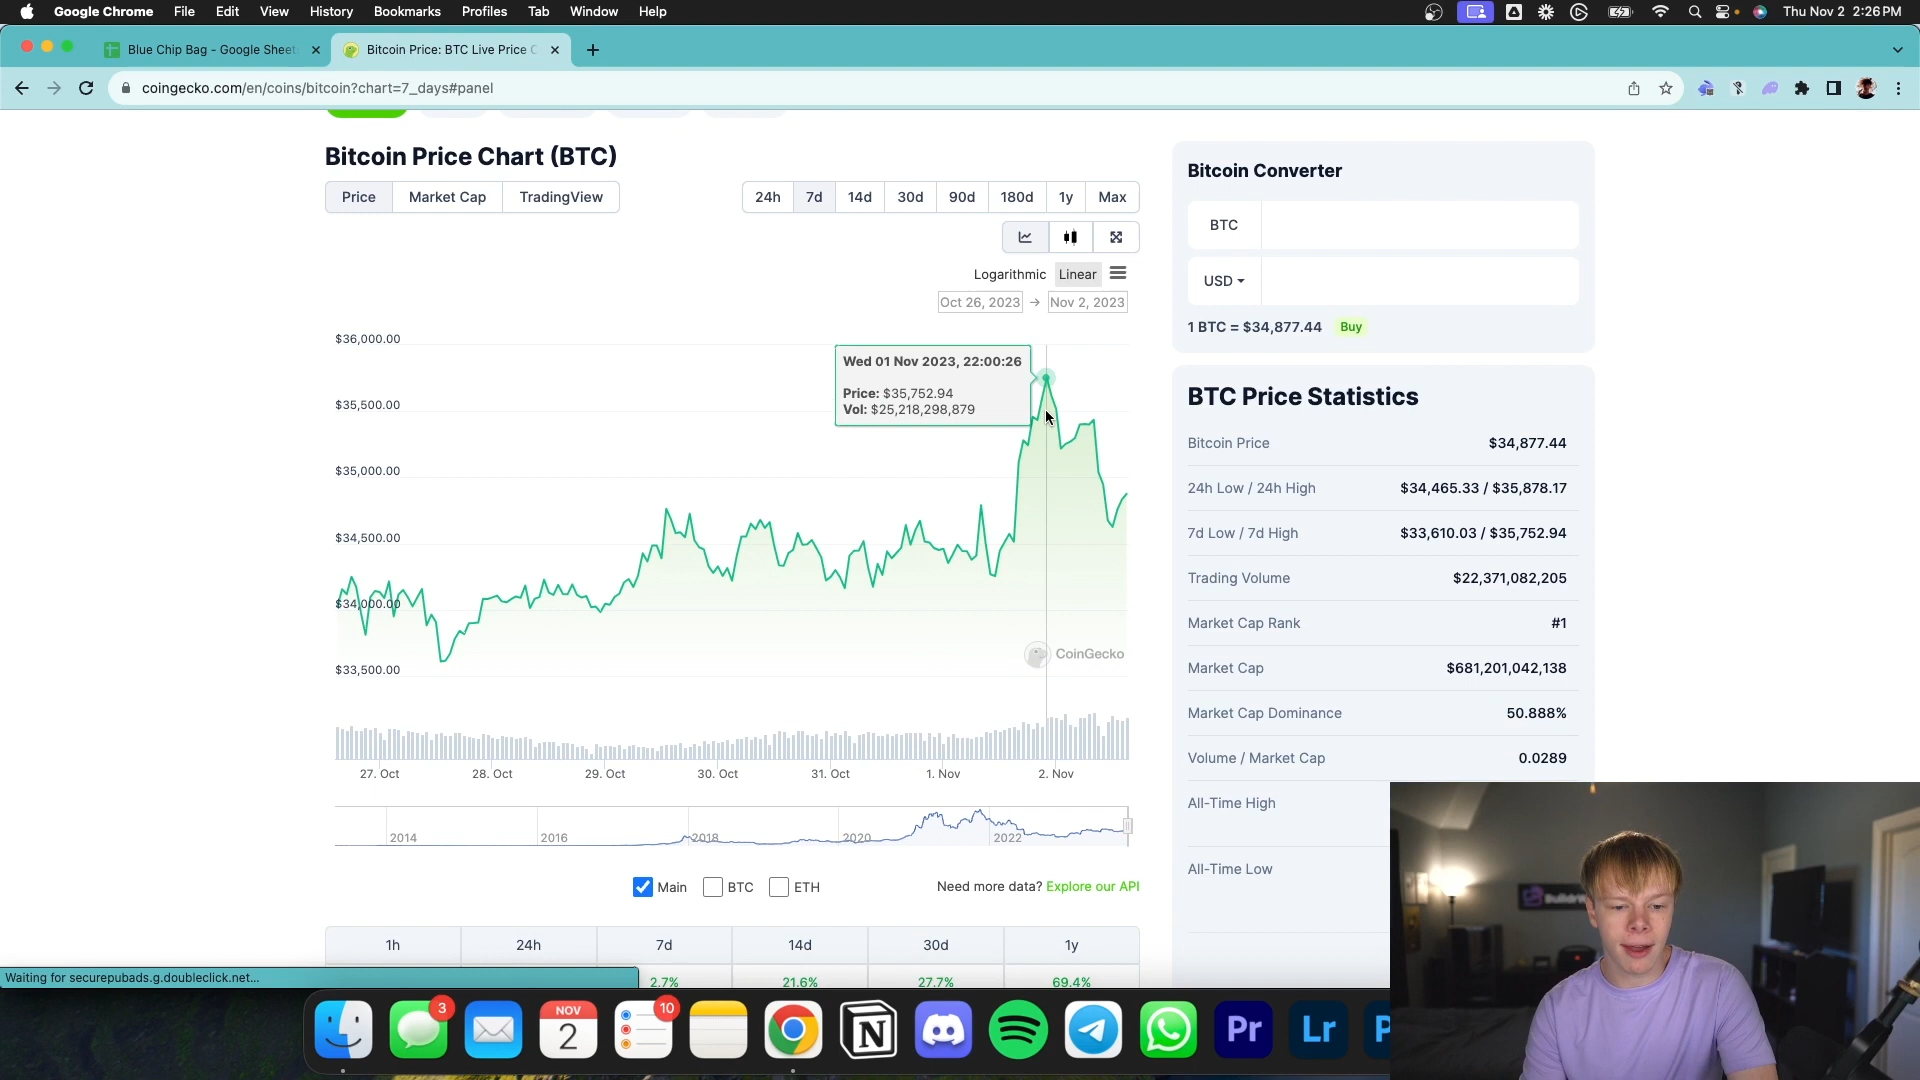 Google Chrome File Edit View History Bookmarks Profiles Tab Window Help Thu Nov 2 2:26 PM
Blue Chip Bag - Google Sheet
Bitcoin Price: BTC Live Price C
coingecko.com/en/coins/bitcoin?chart=7_days#panel
Bitcoin Price Chart (BTC)
Price Market Cap TradingView
24h 7d 14d 30d 90d 180d 1y Max
Logarithmic Linear
Oct 26, 2023 → Nov 2, 2023
$36,000.00
$35,500.00
$35,000.00
$34,500.00
$34,000.00
$33,500.00
Wed 01 Nov 2023, 22:00:26
Price: $35,752.94
Vol: $25,218,298,879
CoinGecko
27. Oct 28. Oct 29. Oct 30. Oct 31. Oct 1. Nov 2. Nov
2014 2016 2018 2020 2022
Main BTC ETH
Need more data? Explore our API
1h 24h 7d 14d 30d 1y
2.7% 21.6% 27.7% 69.4%
Waiting for securepubads.g.doubleclick.net...
Bitcoin Converter
BTC
USD
1 BTC = $34,877.44 Buy
BTC Price Statistics
Bitcoin Price $34,877.44
24h Low / 24h High $34,465.33 / $35,878.17
7d Low / 7d High $33,610.03 / $35,752.94
Trading Volume $22,371,082,205
Market Cap Rank #1
Market Cap $681,201,042,138
Market Cap Dominance 50.888%
Volume / Market Cap 0.0289
All-Time High
All-Time Low
3
NOV
2
10
N
Pr
Lr
P